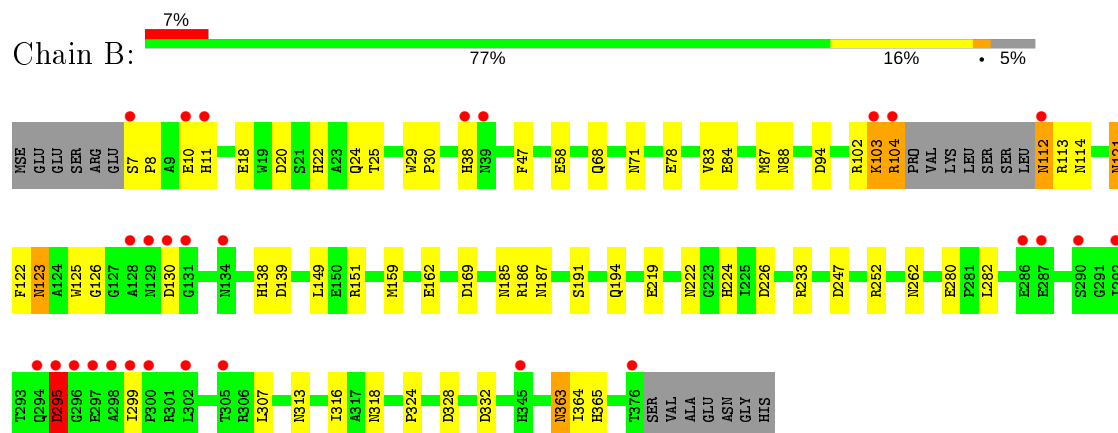 7%
Chain B:
77% 16% • 5%
MSE GLU GLU SER ARG GLU S7 P8 A9 E10 H11 E18 W19 D20 S21 H22 A23 Q24 T25 W29 P30 H38 N39 F47 E58 Q68 N71 E78 V83 E84 M87 N88 D94 R102 K103 R104 PRO VAL LYS LEU SER SER LEU N112 R113 N114 N121
F122 N123 A124 W125 G126 G127 A128 N129 D130 G131 N134 H138 D139 L149 E150 R151 M159 E162 D169 N185 R186 N187 S191 Q194 E219 N222 G223 H224 I225 D226 R233 D247 R252 N262 E280 P281 L282 E286 E287 S290 G291
T293 Q294 D295 G296 E297 A298 I299 P300 R301 L302 T305 R306 L307 N313 I316 A317 N318 P324 D328 D332 H345 N363 I364 H365 T376 SER VAL ALA GLU ASN GLY HIS